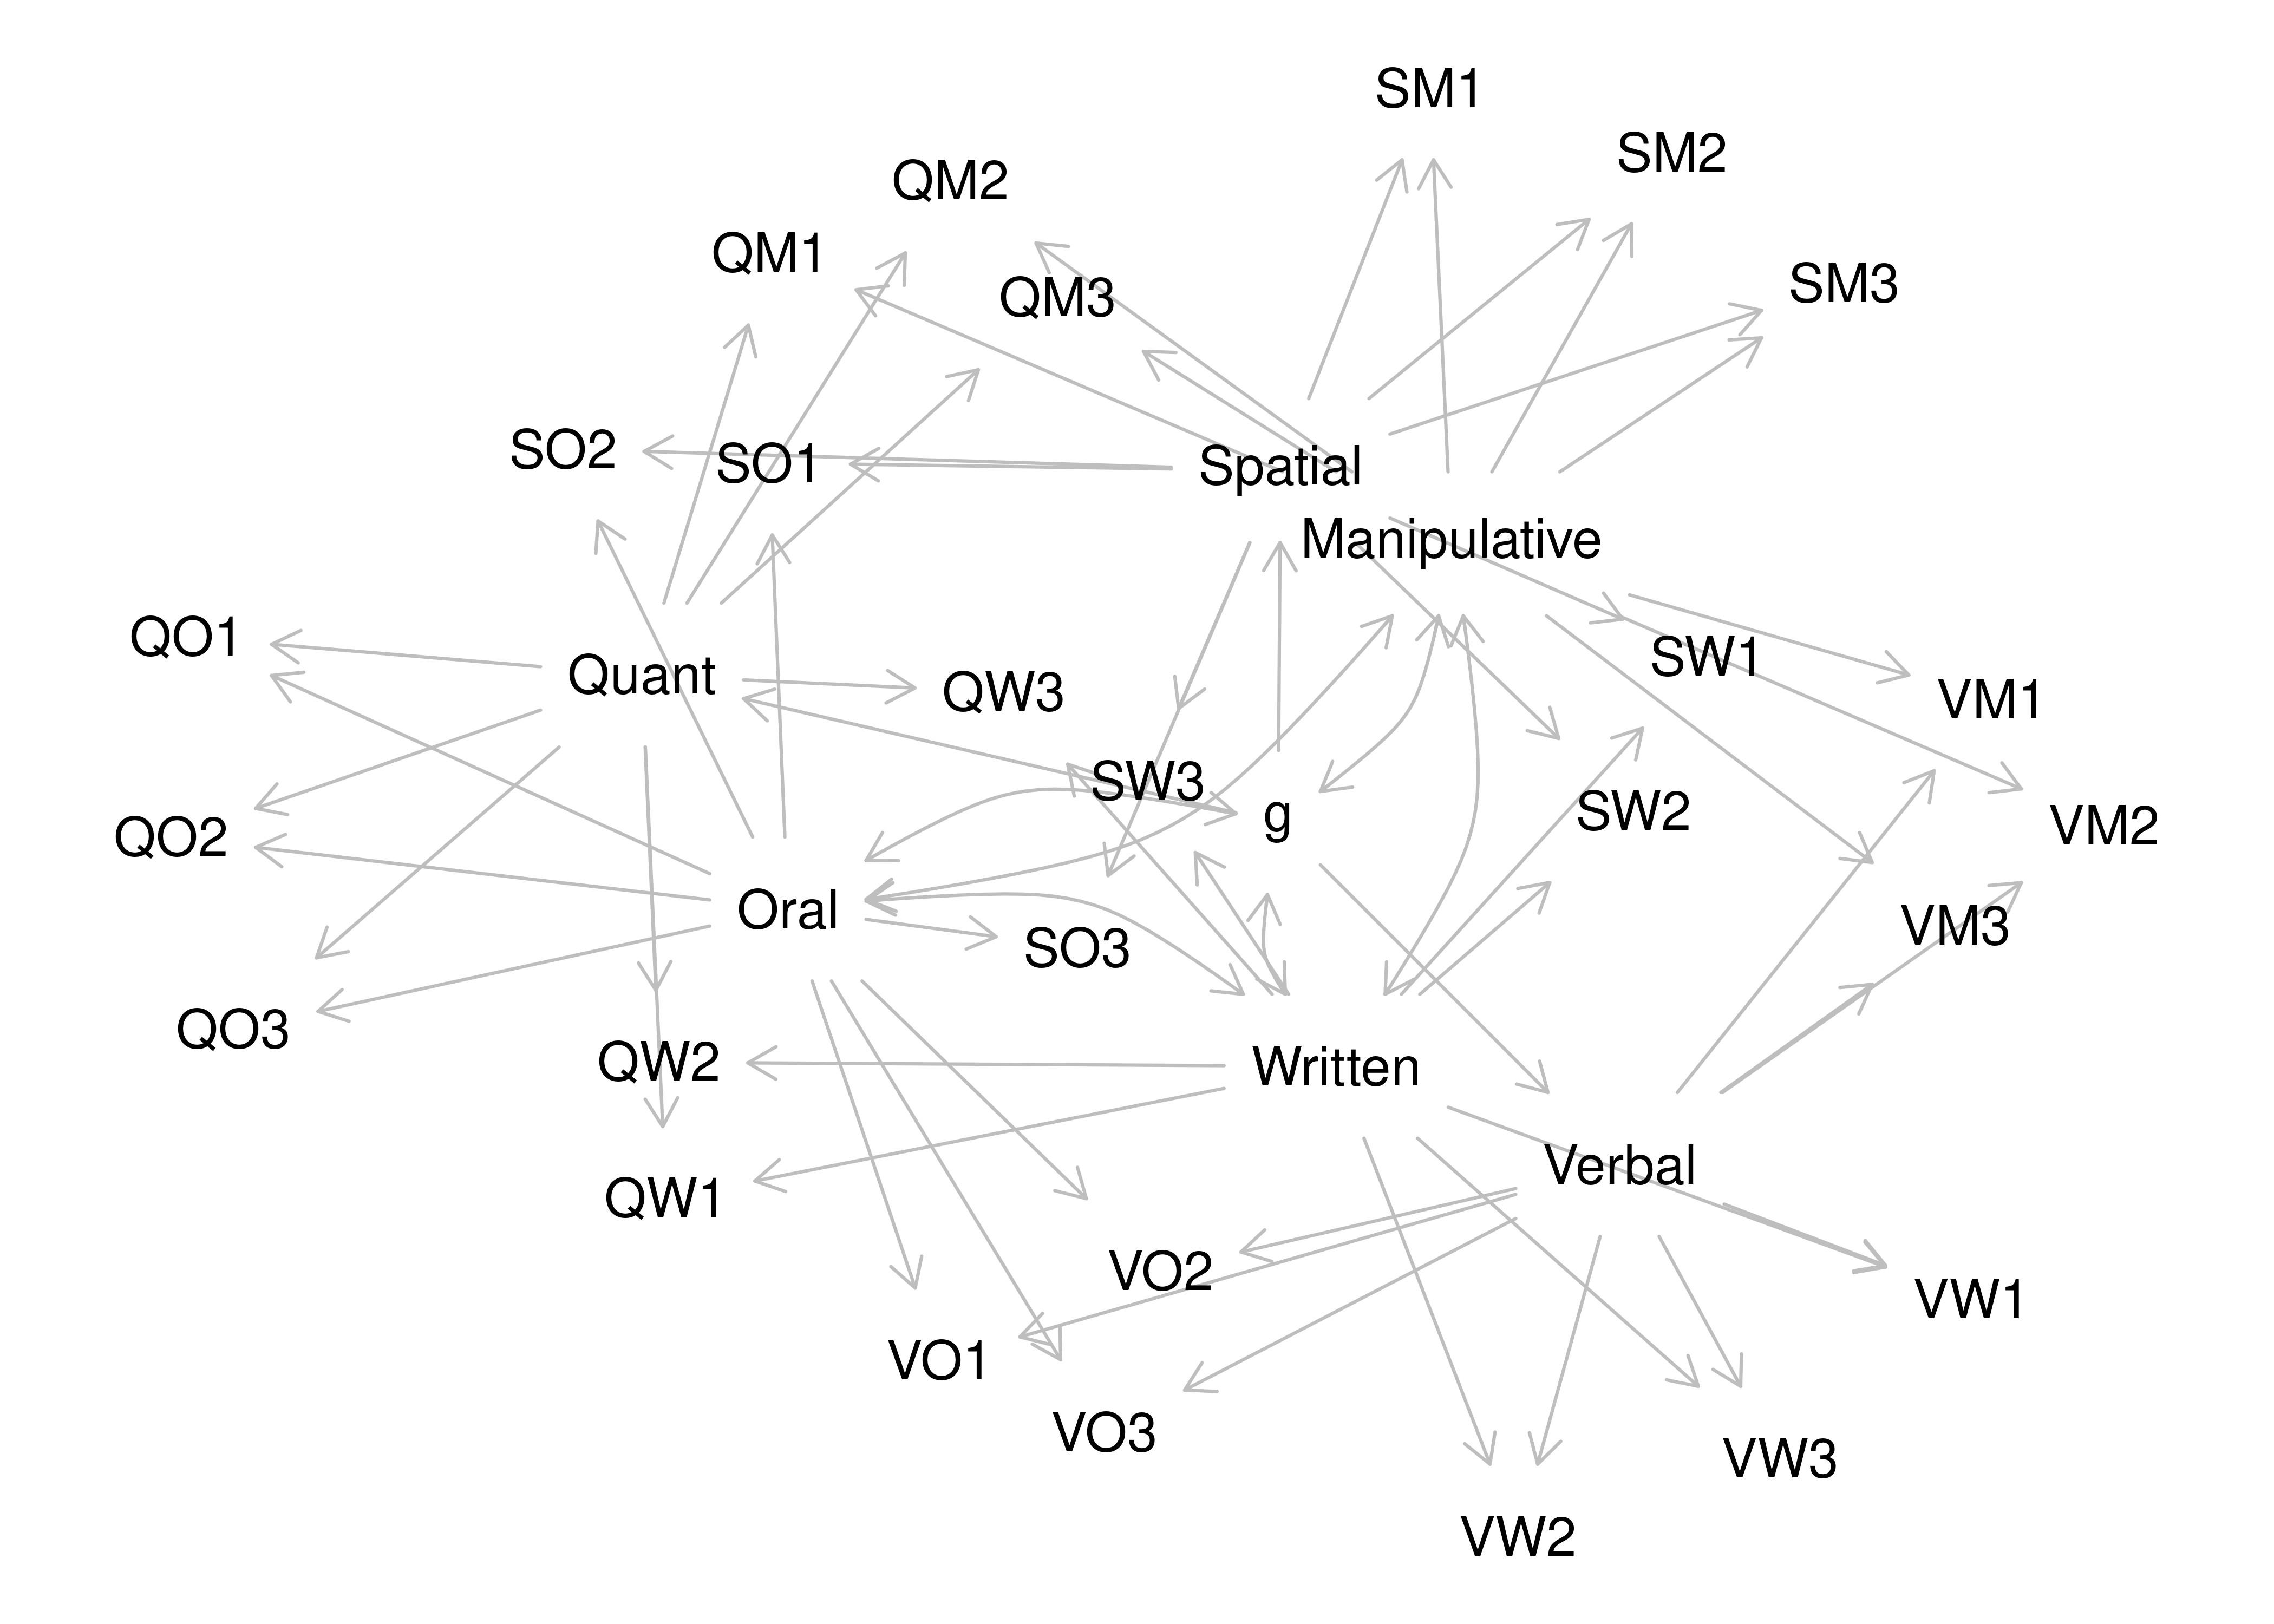 SM1
SM2
QM2
QM1
SM3
QM3
SO2
SO1
Spatial
Manipulative
QO1
SW1
Quant
QW3
VM1
SW3
SW2
g
VM2
QO2
Oral
VM3
SO3
QO3
QW2
Written
Verbal
QW1
VO2
VW1
VO1
VO3
VW3
VW2